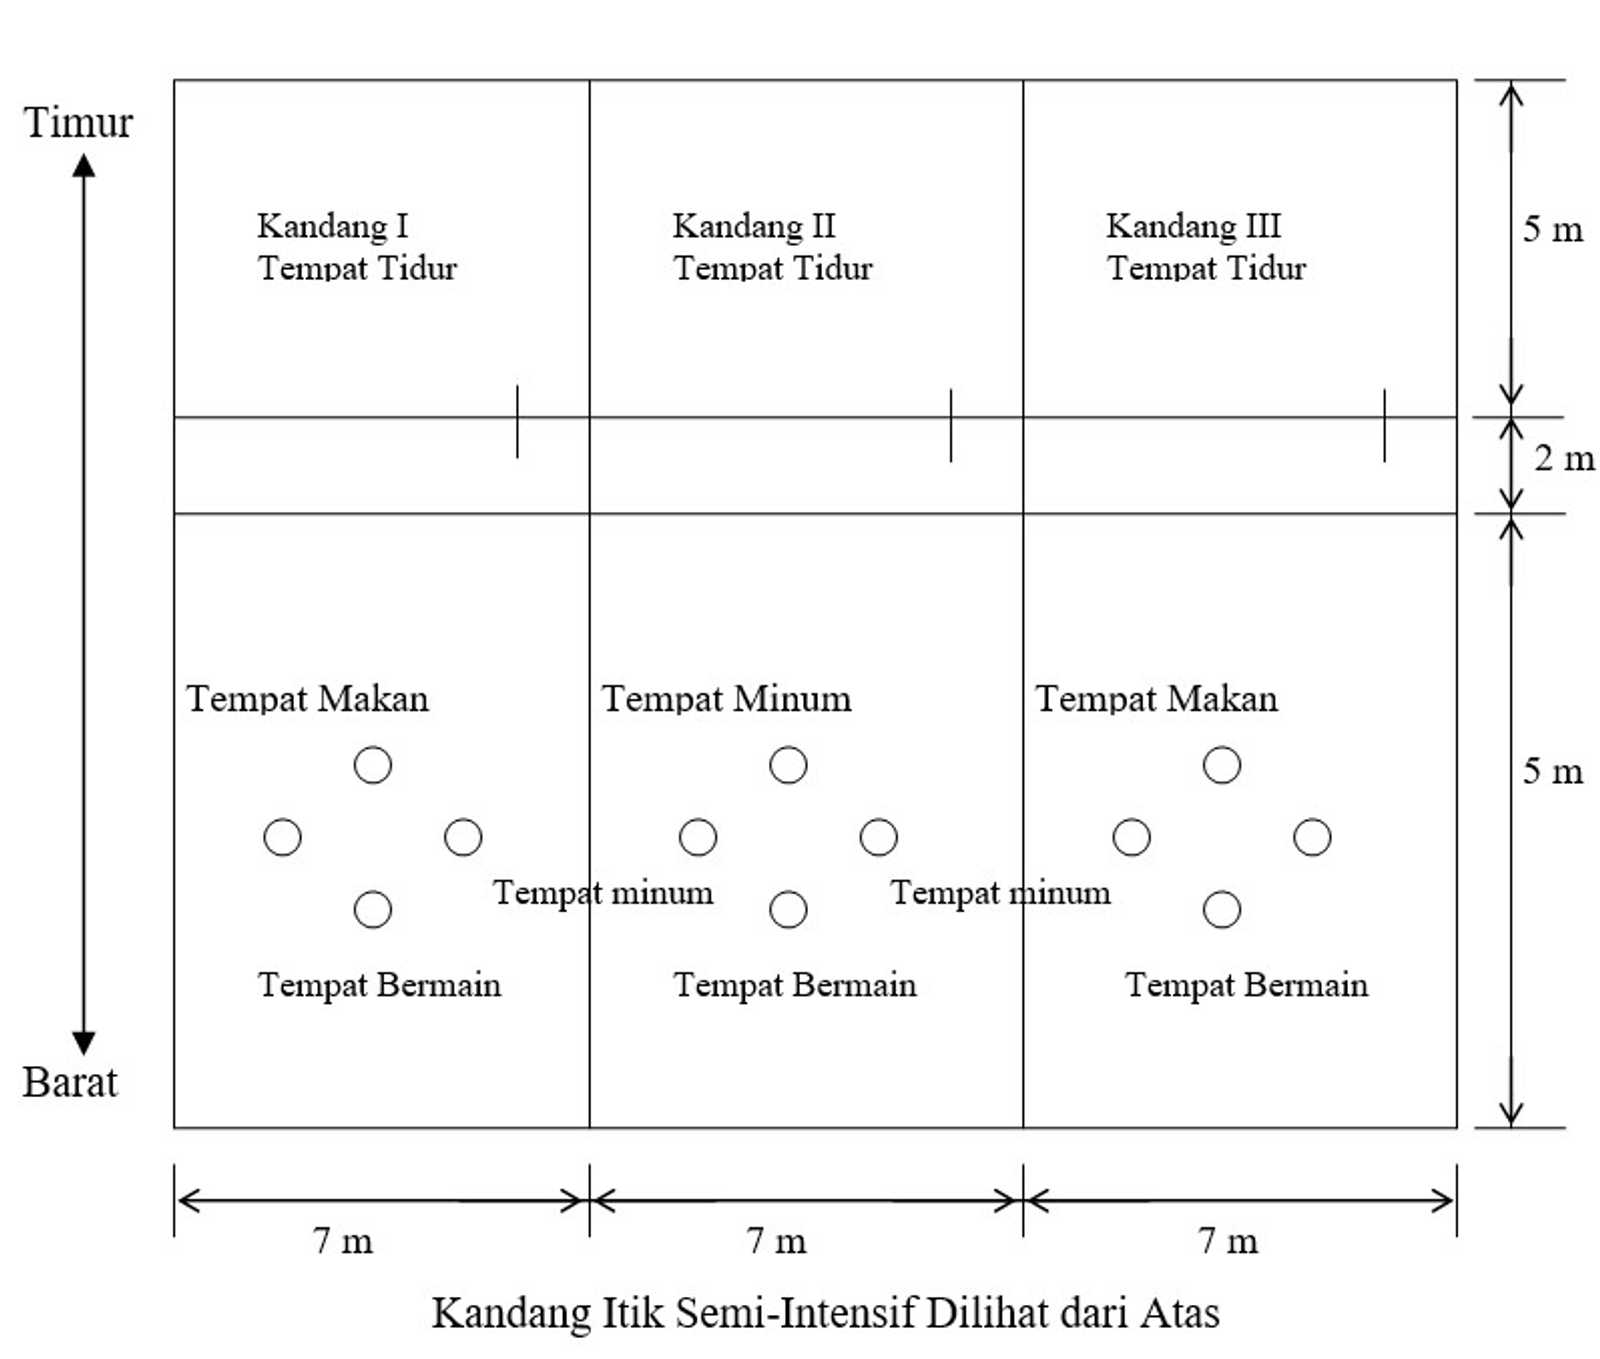 Timur
Kandang I
Tempat Tidur
Kandang II
Tempat Tidur
Kandang III
Tempat Tidur
5 m
2 m
Tempat Makan
Tempat Minum
Tempat Makan
5 m
Tempat minum
Tempat minum
Tempat Bermain
Tempat Bermain
Tempat Bermain
Barat
7 m
7 m
7 m
Kandang Itik Semi-Intensif Dilihat dari Atas